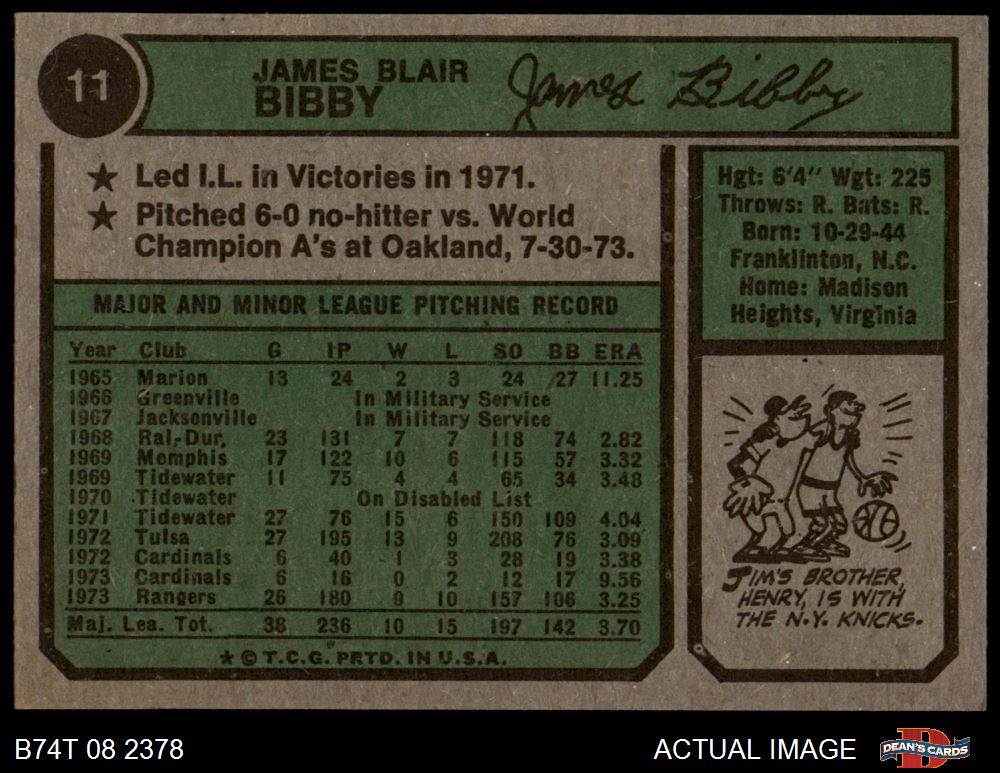 11
JAMES BLAIR
BIBBY
James Bibby
★ Led I.L. in Victories in 1971.
★ Pitched 6-0 no-hitter vs. World
Champion A's at Oakland, 7-30-73.
Hgt: 6'4" Wgt: 225
Throws: R. Bats: R.
Born: 10-29-44
Franklinton, N.C.
Home: Madison
Heights, Virginia
MAJOR AND MINOR LEAGUE PITCHING RECORD
Year Club G IP W L SO BB ERA
1965 Marion 13 24 2 3 24 27 11.25
1966 Greenville In Military Service
1967 Jacksonville In Military Service
1968 Ral.-Dur. 23 131 7 7 118 74 2.82
1969 Memphis 17 122 10 6 115 57 3.32
1969 Tidewater 11 75 4 4 65 34 3.48
1970 Tidewater On Disabled List
1971 Tidewater 27 76 15 6 150 109 4.04
1972 Tulsa 27 195 13 9 208 76 3.09
1972 Cardinals 6 40 1 3 28 19 3.38
1973 Cardinals 6 16 0 2 12 17 9.56
1973 Rangers 26 180 9 10 157 106 3.25
Maj. Lea. Tot. 38 236 10 15 197 142 3.70
★ © T.C.G. PRTD. IN U.S.A.
JIM'S BROTHER,
HENRY, IS WITH
THE N.Y. KNICKS.
B74T 08 2378
ACTUAL IMAGE
DEAN'S CARDS